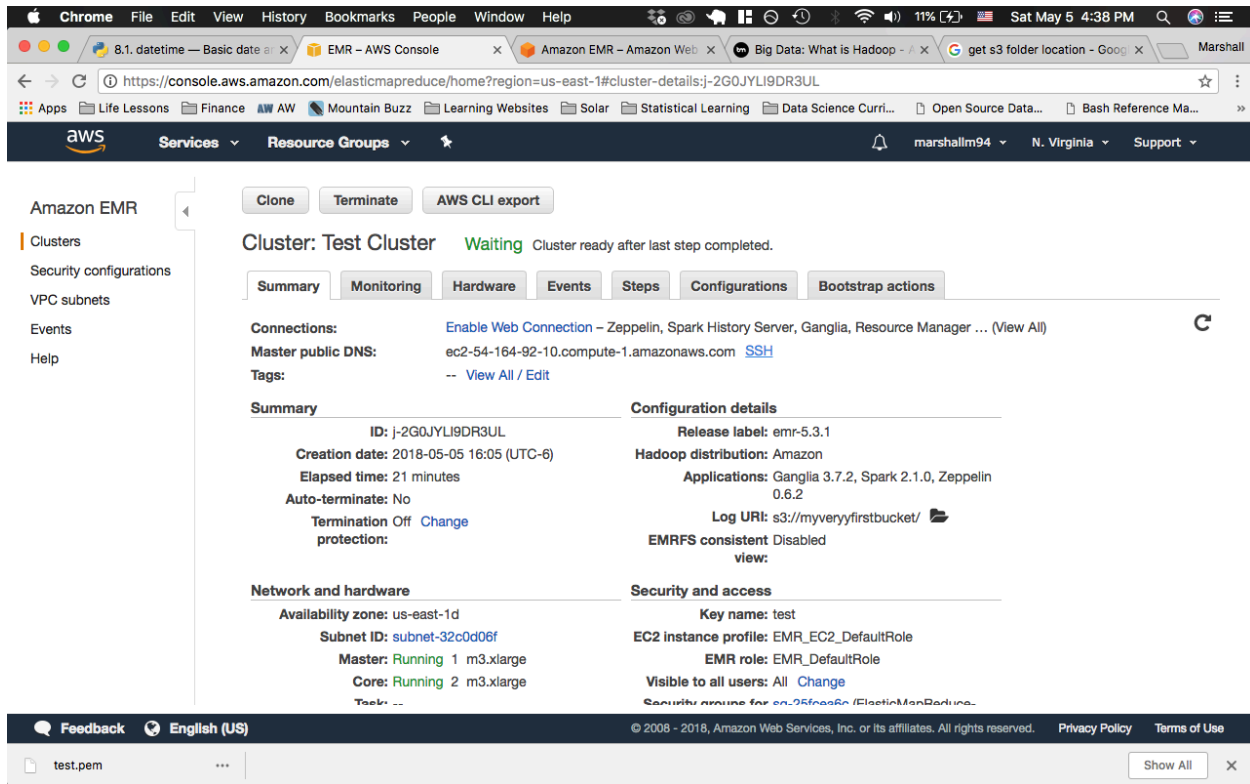 Chrome File Edit View History Bookmarks People Window Help 11% Sat May 5 4:38 PM
8.1. datetime — Basic date ar EMR – AWS Console Amazon EMR – Amazon Web Big Data: What is Hadoop - A get s3 folder location - Goog Marshall
https://console.aws.amazon.com/elasticmapreduce/home?region=us-east-1#cluster-details:j-2G0JYLI9DR3UL
Apps Life Lessons Finance AW AW Mountain Buzz Learning Websites Solar Statistical Learning Data Science Curri... Open Source Data... Bash Reference Ma... »
aws Services Resource Groups marshallm94 N. Virginia Support
Amazon EMR
Clusters
Security configurations
VPC subnets
Events
Help
Clone Terminate AWS CLI export
Cluster: Test Cluster Waiting Cluster ready after last step completed.
Summary Monitoring Hardware Events Steps Configurations Bootstrap actions
Connections: Enable Web Connection – Zeppelin, Spark History Server, Ganglia, Resource Manager … (View All)
Master public DNS: ec2-54-164-92-10.compute-1.amazonaws.com SSH
Tags: -- View All / Edit
Summary
ID: j-2G0JYLI9DR3UL
Creation date: 2018-05-05 16:05 (UTC-6)
Elapsed time: 21 minutes
Auto-terminate: No
Termination Off Change
protection:
Configuration details
Release label: emr-5.3.1
Hadoop distribution: Amazon
Applications: Ganglia 3.7.2, Spark 2.1.0, Zeppelin
0.6.2
Log URI: s3://myveryyfirstbucket/
EMRFS consistent Disabled
view:
Network and hardware
Availability zone: us-east-1d
Subnet ID: subnet-32c0d06f
Master: Running 1 m3.xlarge
Core: Running 2 m3.xlarge
Task: --
Security and access
Key name: test
EC2 instance profile: EMR_EC2_DefaultRole
EMR role: EMR_DefaultRole
Visible to all users: All Change
Security groups for sg-25fcea6c (ElasticMapReduce-
Feedback English (US) © 2008 - 2018, Amazon Web Services, Inc. or its affiliates. All rights reserved. Privacy Policy Terms of Use
test.pem Show All